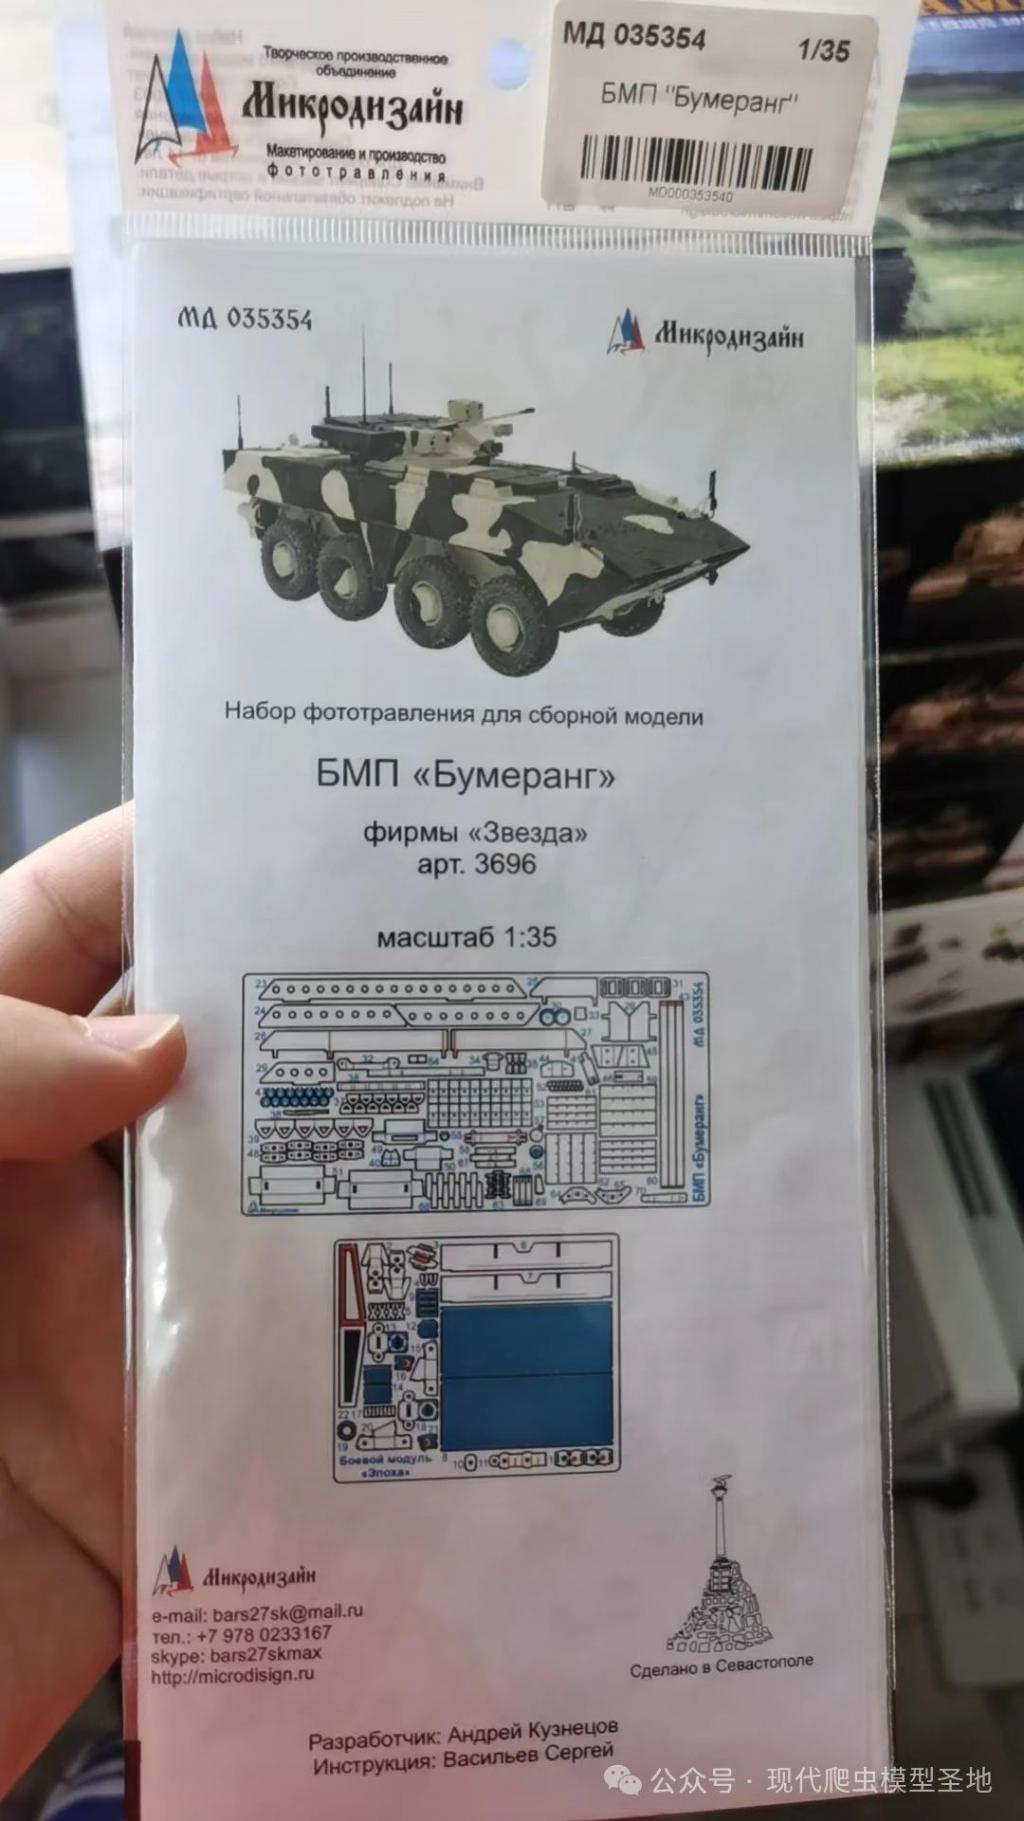 Творческое производственное
объединение
Микродизайн
Макетирование и производство
фототравления
МД 035354
1/35
БМП "Бумеранг"
MD000353540
МД 035354
Микродизайн
Набор фототравления для сборной модели
БМП «Бумеранг»
фирмы «Звезда»
арт. 3696
масштаб 1:35
МД 035354
БМП «Бумеранг»
Боевой модуль
«Эпоха»
Микродизайн
e-mail: bars27sk@mail.ru
тел.: +7 978 0233167
skype: bars27skmax
http://microdisign.ru
Сделано в Севастополе
Разработчик: Андрей Кузнецов
Инструкция: Васильев Сергей
公众号 · 现代爬虫模型圣地